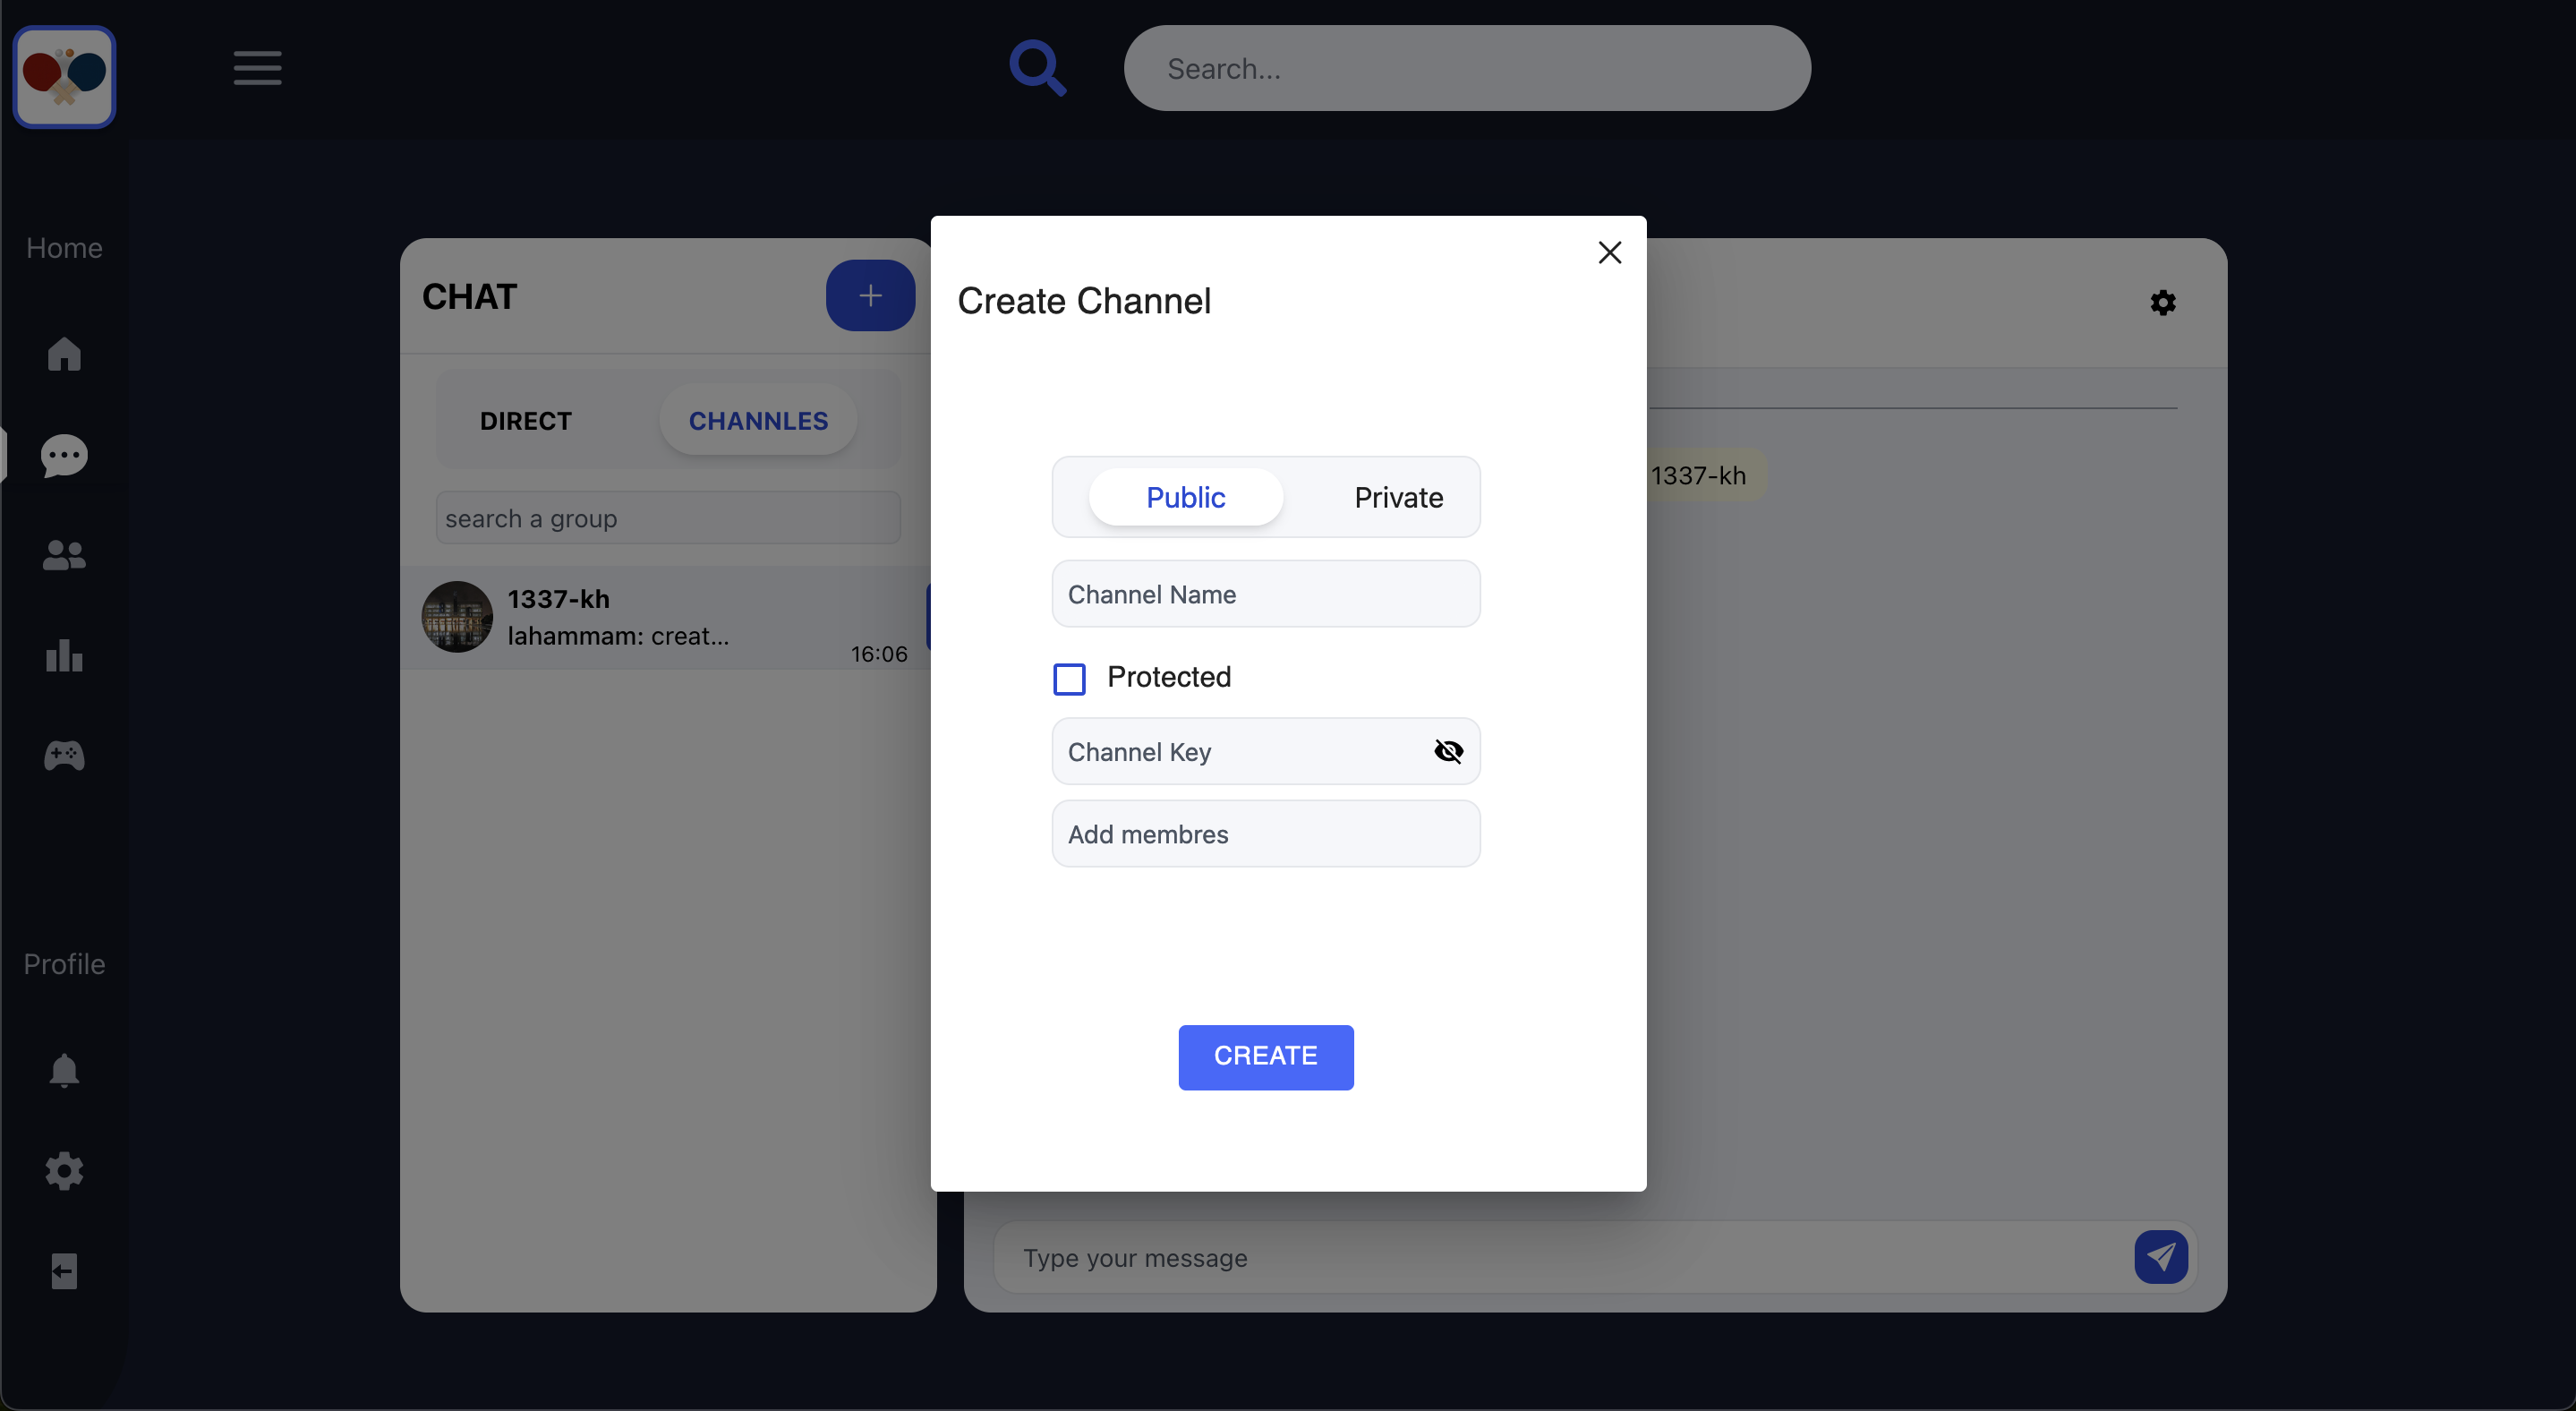 Search...
Home
CHAT
DIRECT
CHANNLES
search a group
1337-kh
lahammam: creat...
16:06
Profile
Create Channel
Public
Private
Channel Name
Protected
Channel Key
Add membres
CREATE
1337-kh
Type your message